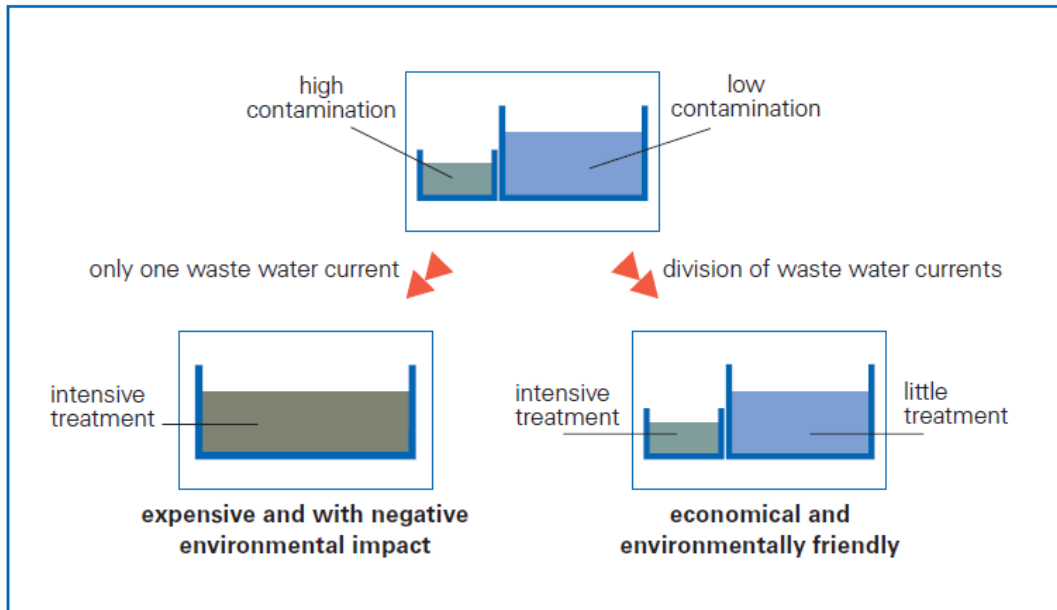 high
contamination
low
contamination
only one waste water current
division of waste water currents
intensive
treatment
expensive and with negative
environmental impact
intensive
treatment
little
treatment
economical and
environmentally friendly